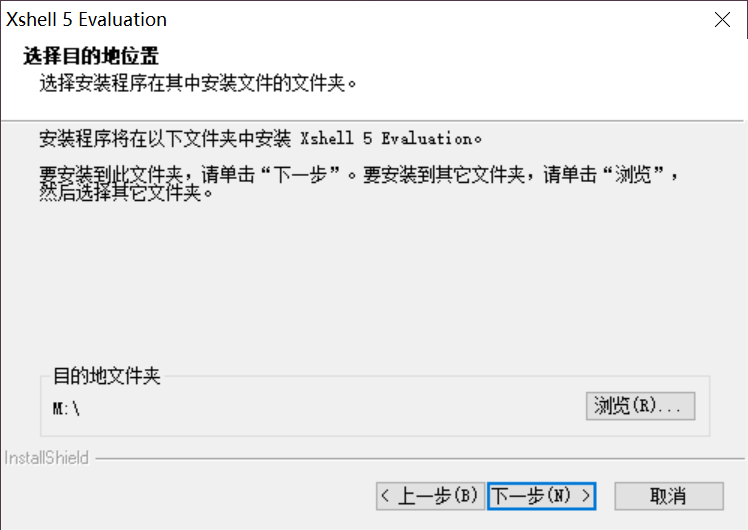 Xshell 5 Evaluation
选择目的地位置
选择安装程序在其中安装文件的文件夹。
安装程序将在以下文件夹中安装 Xshell 5 Evaluation。
要安装到此文件夹，请单击“下一步”。要安装到其它文件夹，请单击“浏览”，
然后选择其它文件夹。
目的地文件夹
M:\
浏览(R)...
InstallShield
< 上一步(B)
下一步(N) >
取消